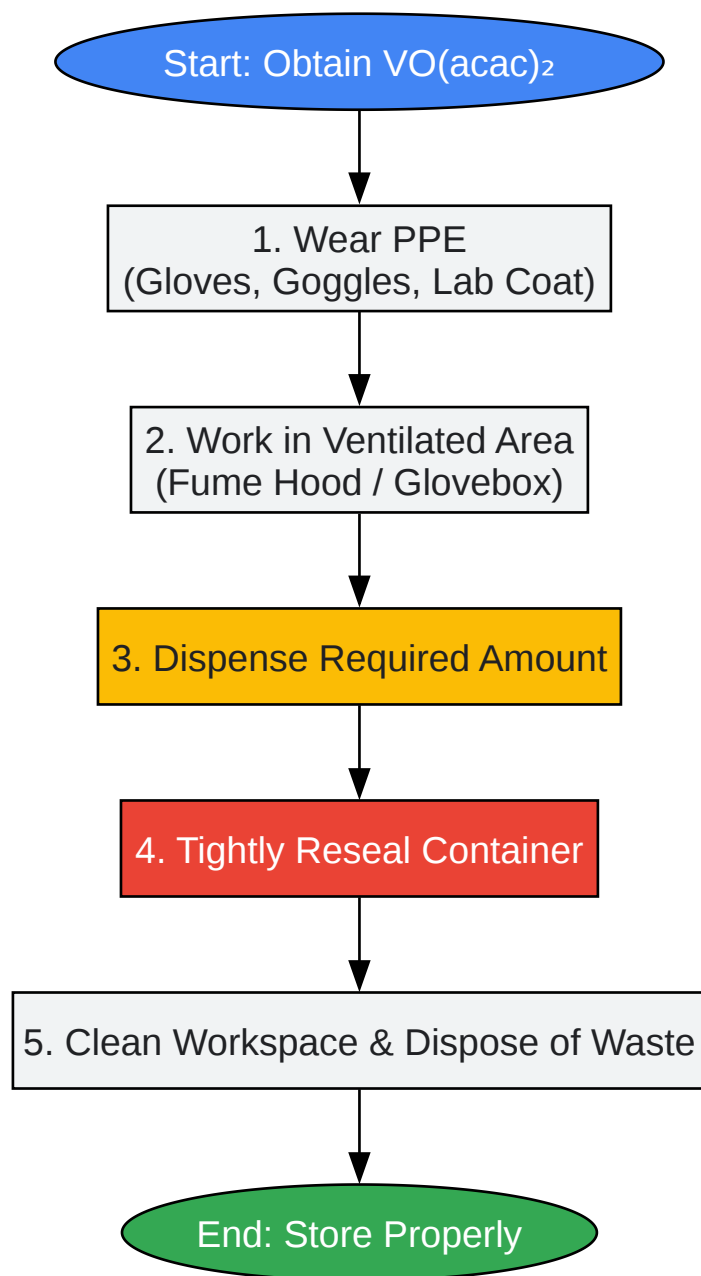 Start: Obtain VO(acac)₂
1. Wear PPE
(Gloves, Goggles, Lab Coat)
2. Work in Ventilated Area
(Fume Hood / Glovebox)
3. Dispense Required Amount
4. Tightly Reseal Container
5. Clean Workspace & Dispose of Waste
End: Store Properly